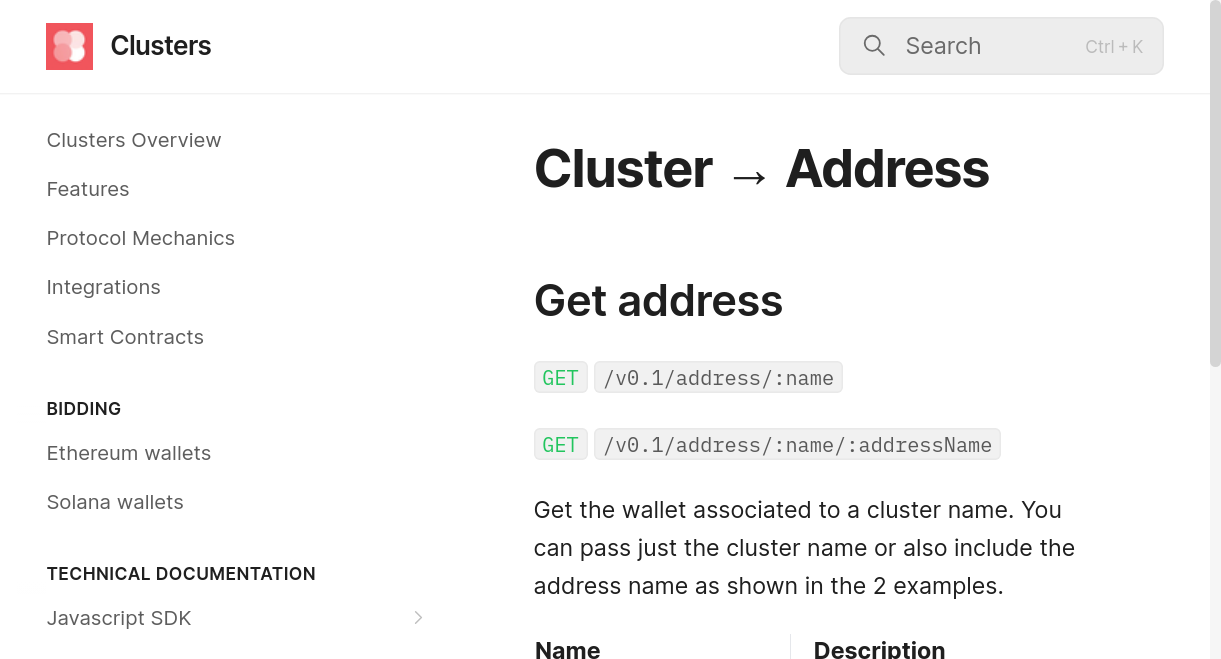 Clusters
Search
Ctrl + K
Clusters Overview
Features
Protocol Mechanics
Integrations
Smart Contracts
BIDDING
Ethereum wallets
Solana wallets
TECHNICAL DOCUMENTATION
Javascript SDK
Cluster → Address
Get address
GET /v0.1/address/:name
GET /v0.1/address/:name/:addressName
Get the wallet associated to a cluster name. You
can pass just the cluster name or also include the
address name as shown in the 2 examples.
Name
Description